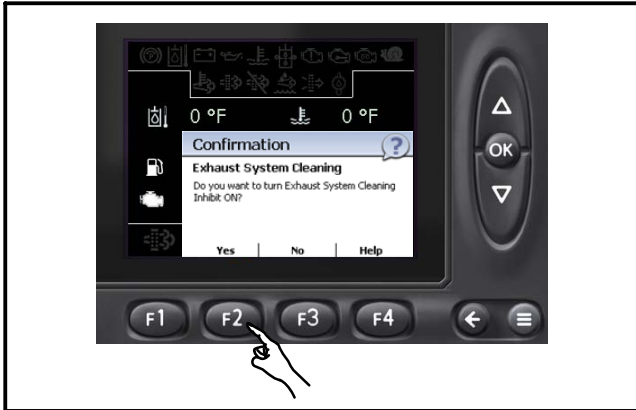 0 °F 0 °F
Confirmation ?
Exhaust System Cleaning
Do you want to turn Exhaust System Cleaning
Inhibit ON?
Yes No Help
OK
F1 F2 F3 F4